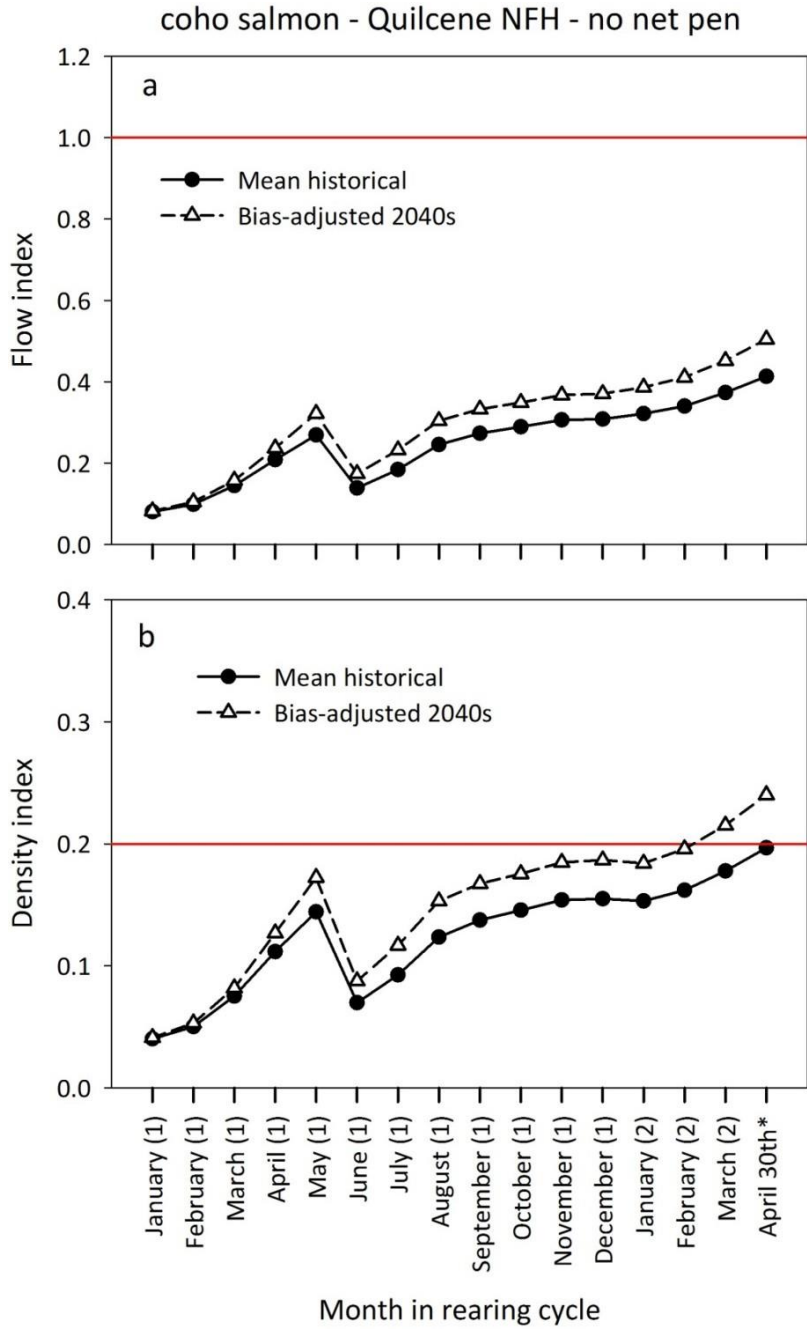 coho salmon - Quilcene NFH - no net pen
1.2
a
1.0
Mean historical
Bias-adjusted 2040s
0.8
0.6
0.4
0.2
0.0
Flow index
0.4
b
Mean historical
Bias-adjusted 2040s
0.3
0.2
0.1
0.0
Density index
January (1)
February (1)
March (1)
April (1)
May (1)
June (1)
July (1)
August (1)
September (1)
October (1)
November (1)
December (1)
January (2)
February (2)
March (2)
April 30th*
Month in rearing cycle